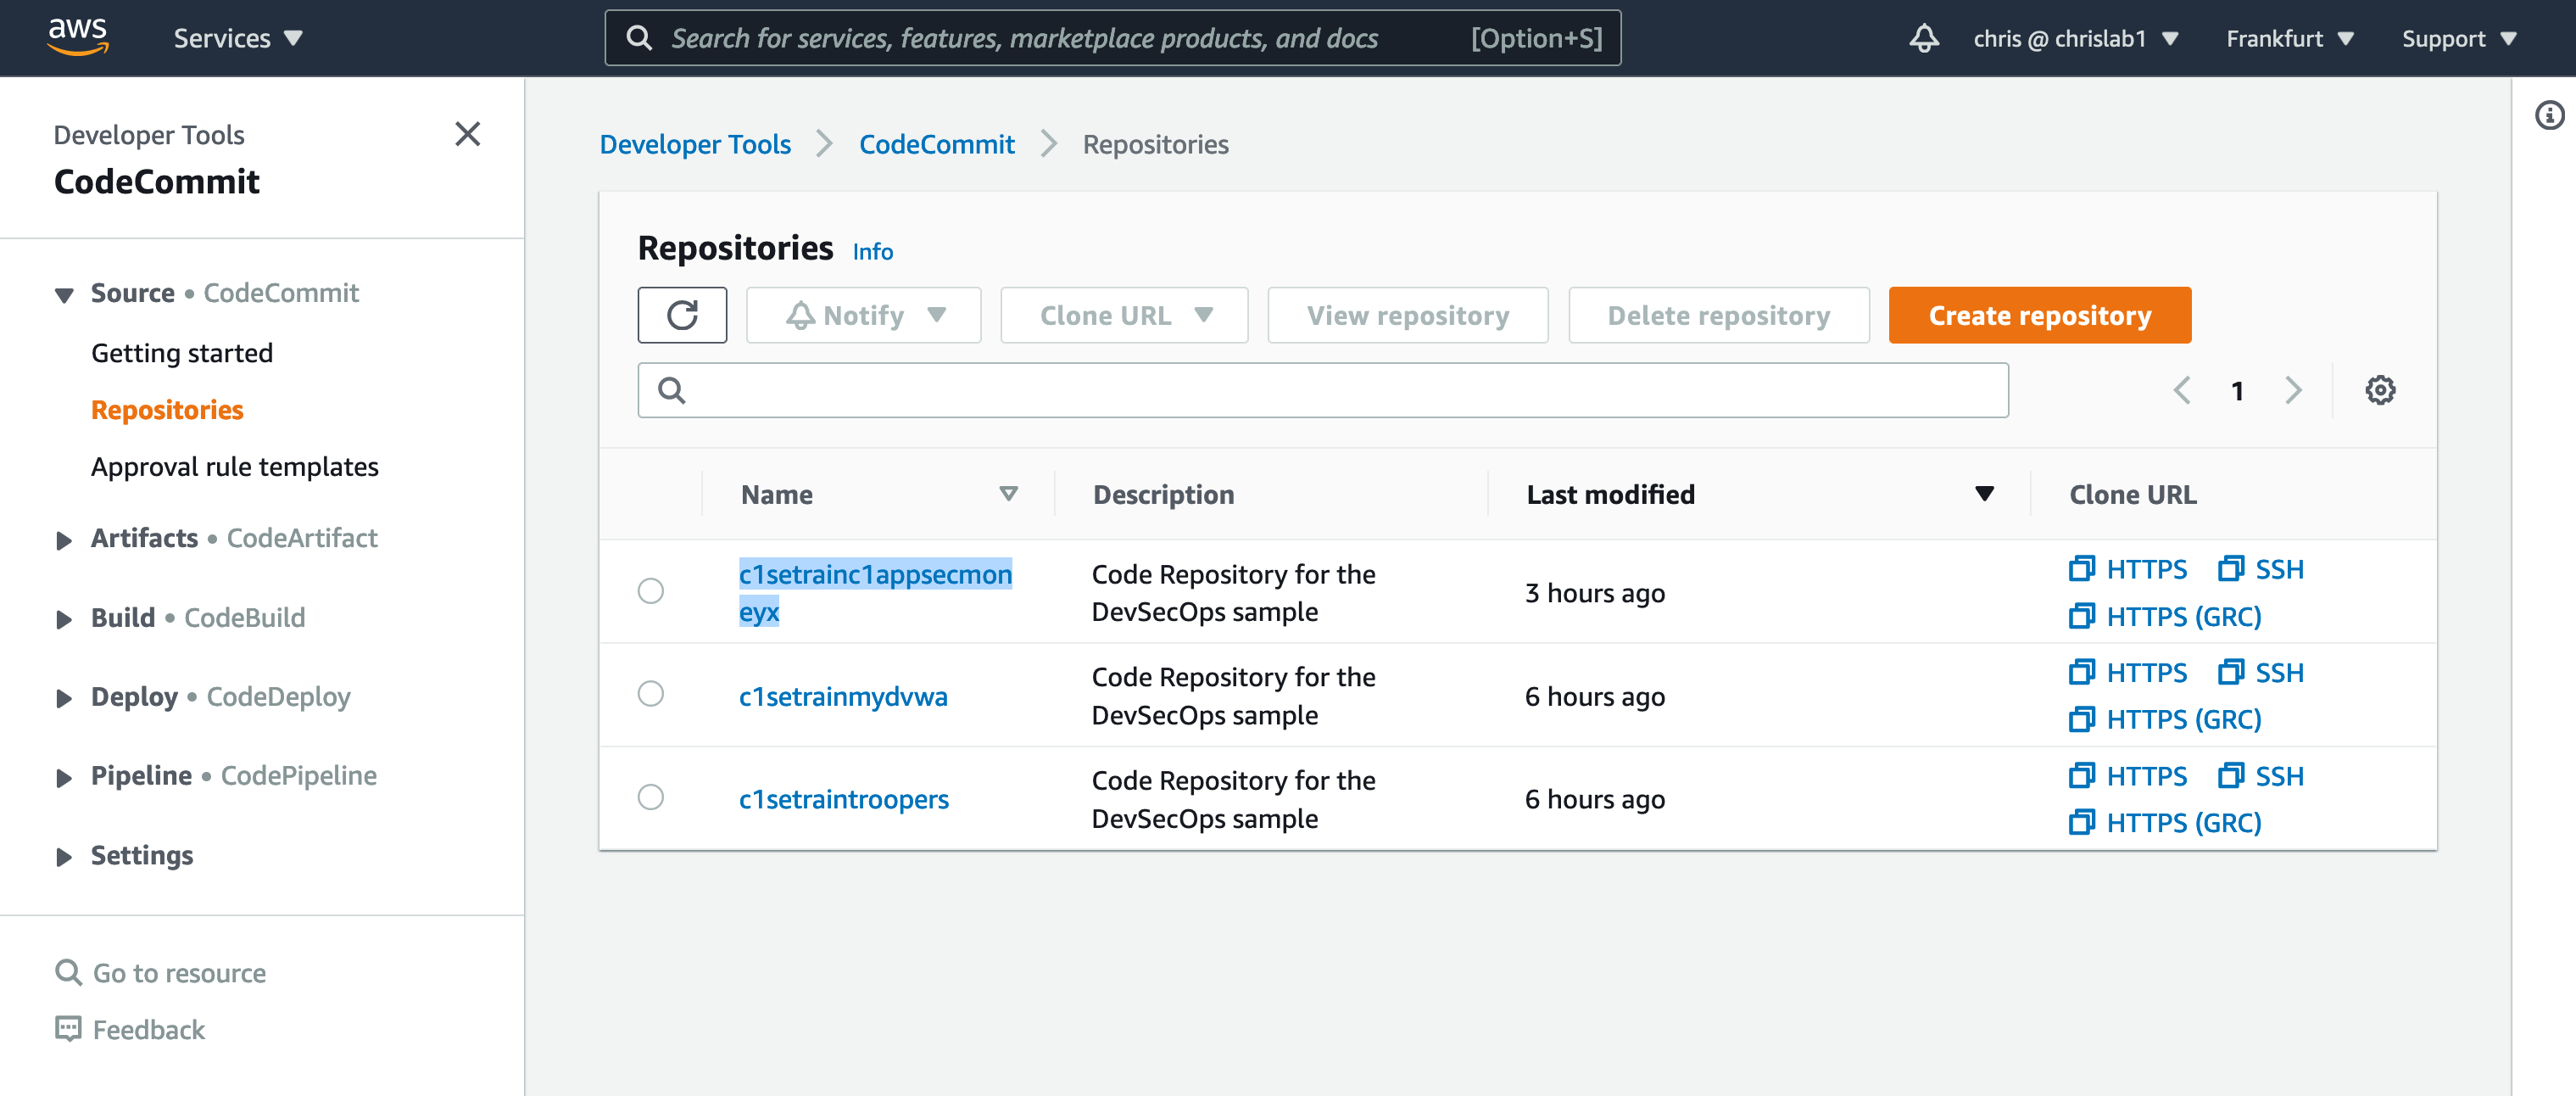 aws Services Search for services, features, marketplace products, and docs [Option+S] chris @ chrislab1 Frankfurt Support
Developer Tools
CodeCommit
Source • CodeCommit
Getting started
Repositories
Approval rule templates
Artifacts • CodeArtifact
Build • CodeBuild
Deploy • CodeDeploy
Pipeline • CodePipeline
Settings
Go to resource
Feedback
Developer Tools CodeCommit Repositories
Repositories Info
Notify Clone URL View repository Delete repository Create repository
1
Name Description Last modified Clone URL
c1setrainc1appsecmon
eyx
Code Repository for the
DevSecOps sample
3 hours ago
HTTPS SSH
HTTPS (GRC)
c1setrainmydvwa
Code Repository for the
DevSecOps sample
6 hours ago
HTTPS SSH
HTTPS (GRC)
c1setraintroopers
Code Repository for the
DevSecOps sample
6 hours ago
HTTPS SSH
HTTPS (GRC)